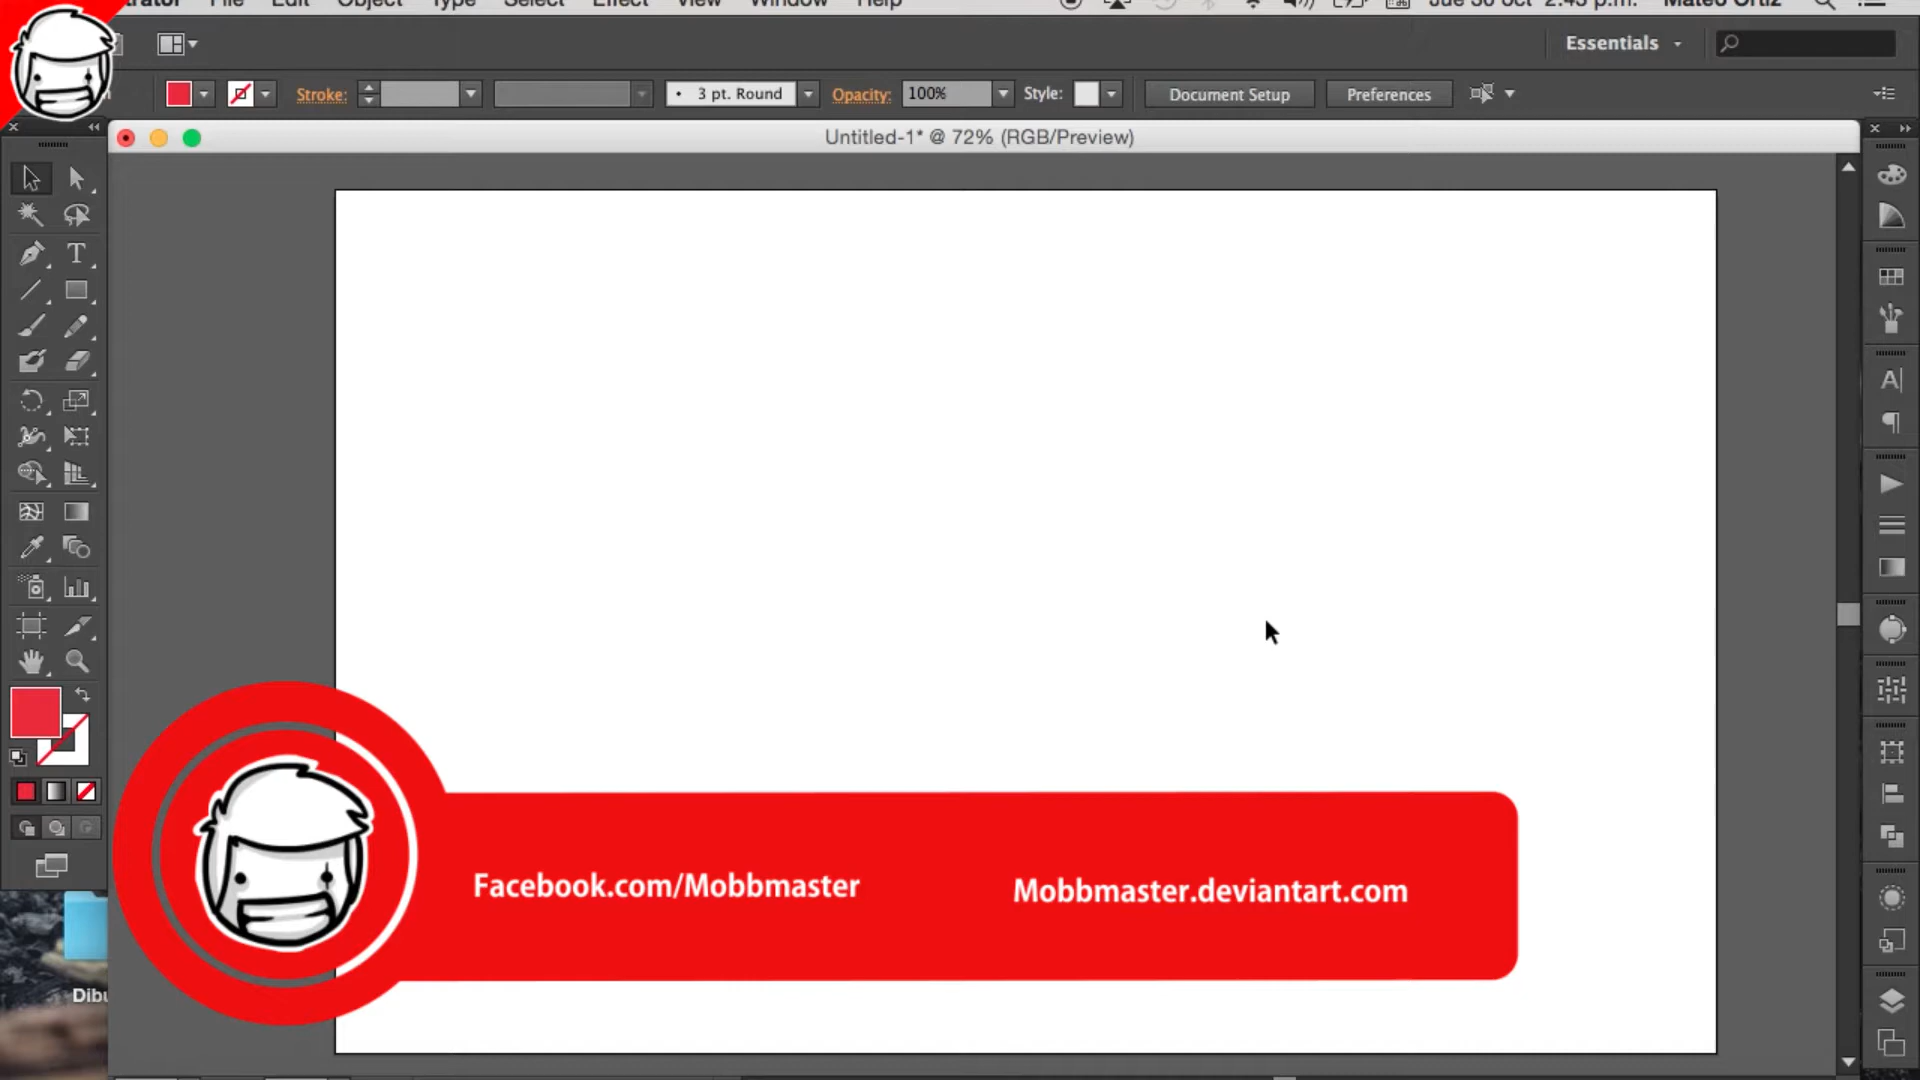 trator File Edit Object Type Select Effect View Window Help Jue 30 oct 2:45 p.m. Mateo Ortiz
Essentials
Stroke: 3 pt. Round Opacity: 100% Style: Document Setup Preferences
Untitled-1* @ 72% (RGB/Preview)
Facebook.com/Mobbmaster
Mobbmaster.deviantart.com
Dibu